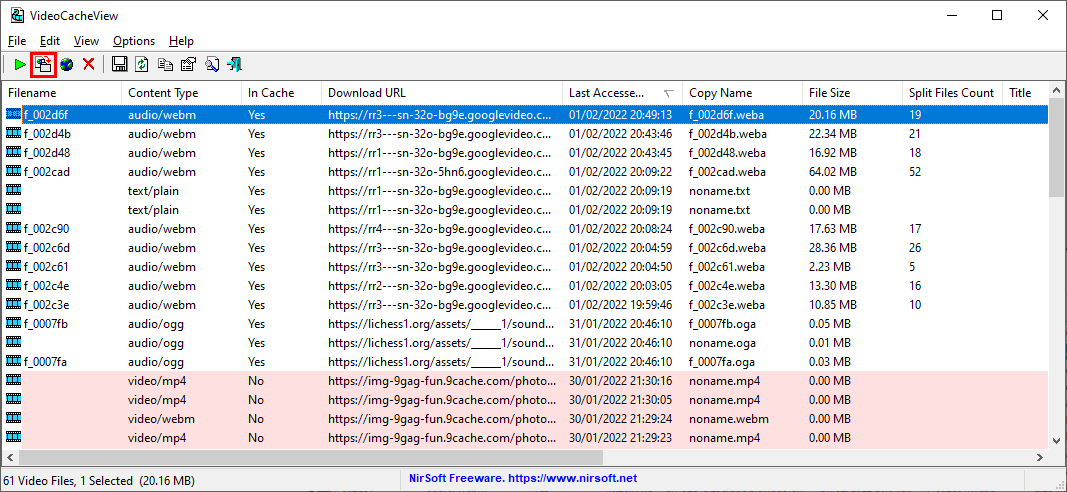 VideoCacheView
File Edit View Options Help
Filename Content Type In Cache Download URL Last Accesse... Copy Name File Size Split Files Count Title
f_002d6f audio/webm Yes https://rr3---sn-32o-bg9e.googlevideo.c... 01/02/2022 20:49:13 f_002d6f.weba 20.16 MB 19
f_002d4b audio/webm Yes https://rr3---sn-32o-bg9e.googlevideo.c... 01/02/2022 20:43:46 f_002d4b.weba 22.34 MB 21
f_002d48 audio/webm Yes https://rr1---sn-32o-bg9e.googlevideo.c... 01/02/2022 20:43:45 f_002d48.weba 16.92 MB 18
f_002cad audio/webm Yes https://rr1---sn-32o-5hn6.googlevideo.c... 01/02/2022 20:09:22 f_002cad.weba 64.02 MB 52
text/plain Yes https://rr1---sn-32o-bg9e.googlevideo.c... 01/02/2022 20:09:19 noname.txt 0.00 MB
text/plain Yes https://rr1---sn-32o-bg9e.googlevideo.c... 01/02/2022 20:09:19 noname.txt 0.00 MB
f_002c90 audio/webm Yes https://rr4---sn-32o-bg9e.googlevideo.c... 01/02/2022 20:08:24 f_002c90.weba 17.63 MB 17
f_002c6d audio/webm Yes https://rr3---sn-32o-bg9e.googlevideo.c... 01/02/2022 20:04:59 f_002c6d.weba 28.36 MB 26
f_002c61 audio/webm Yes https://rr3---sn-32o-bg9e.googlevideo.c... 01/02/2022 20:04:50 f_002c61.weba 2.23 MB 5
f_002c4e audio/webm Yes https://rr2---sn-32o-bg9e.googlevideo.c... 01/02/2022 20:03:05 f_002c4e.weba 13.30 MB 16
f_002c3e audio/webm Yes https://rr3---sn-32o-bg9e.googlevideo.c... 01/02/2022 19:59:46 f_002c3e.weba 10.85 MB 10
f_0007fb audio/ogg Yes https://lichess1.org/assets/_____1/soun​d... 31/01/2022 20:46:10 f_0007fb.oga 0.05 MB
audio/ogg Yes https://lichess1.org/assets/_____1/sound... 31/01/2022 20:46:10 noname.oga 0.01 MB
f_0007fa audio/ogg Yes https://lichess1.org/assets/_____1/sound... 31/01/2022 20:46:10 f_0007fa.oga 0.03 MB
video/mp4 No https://img-9gag-fun.9cache.com/photo... 30/01/2022 21:30:16 noname.mp4 0.00 MB
video/mp4 No https://img-9gag-fun.9cache.com/photo... 30/01/2022 21:30:05 noname.mp4 0.00 MB
video/webm No https://img-9gag-fun.9cache.com/photo... 30/01/2022 21:29:24 noname.webm 0.00 MB
video/mp4 No https://img-9gag-fun.9cache.com/photo... 30/01/2022 21:29:23 noname.mp4 0.00 MB
61 Video Files, 1 Selected (20.16 MB) NirSoft Freeware. https://www.nirsoft.net